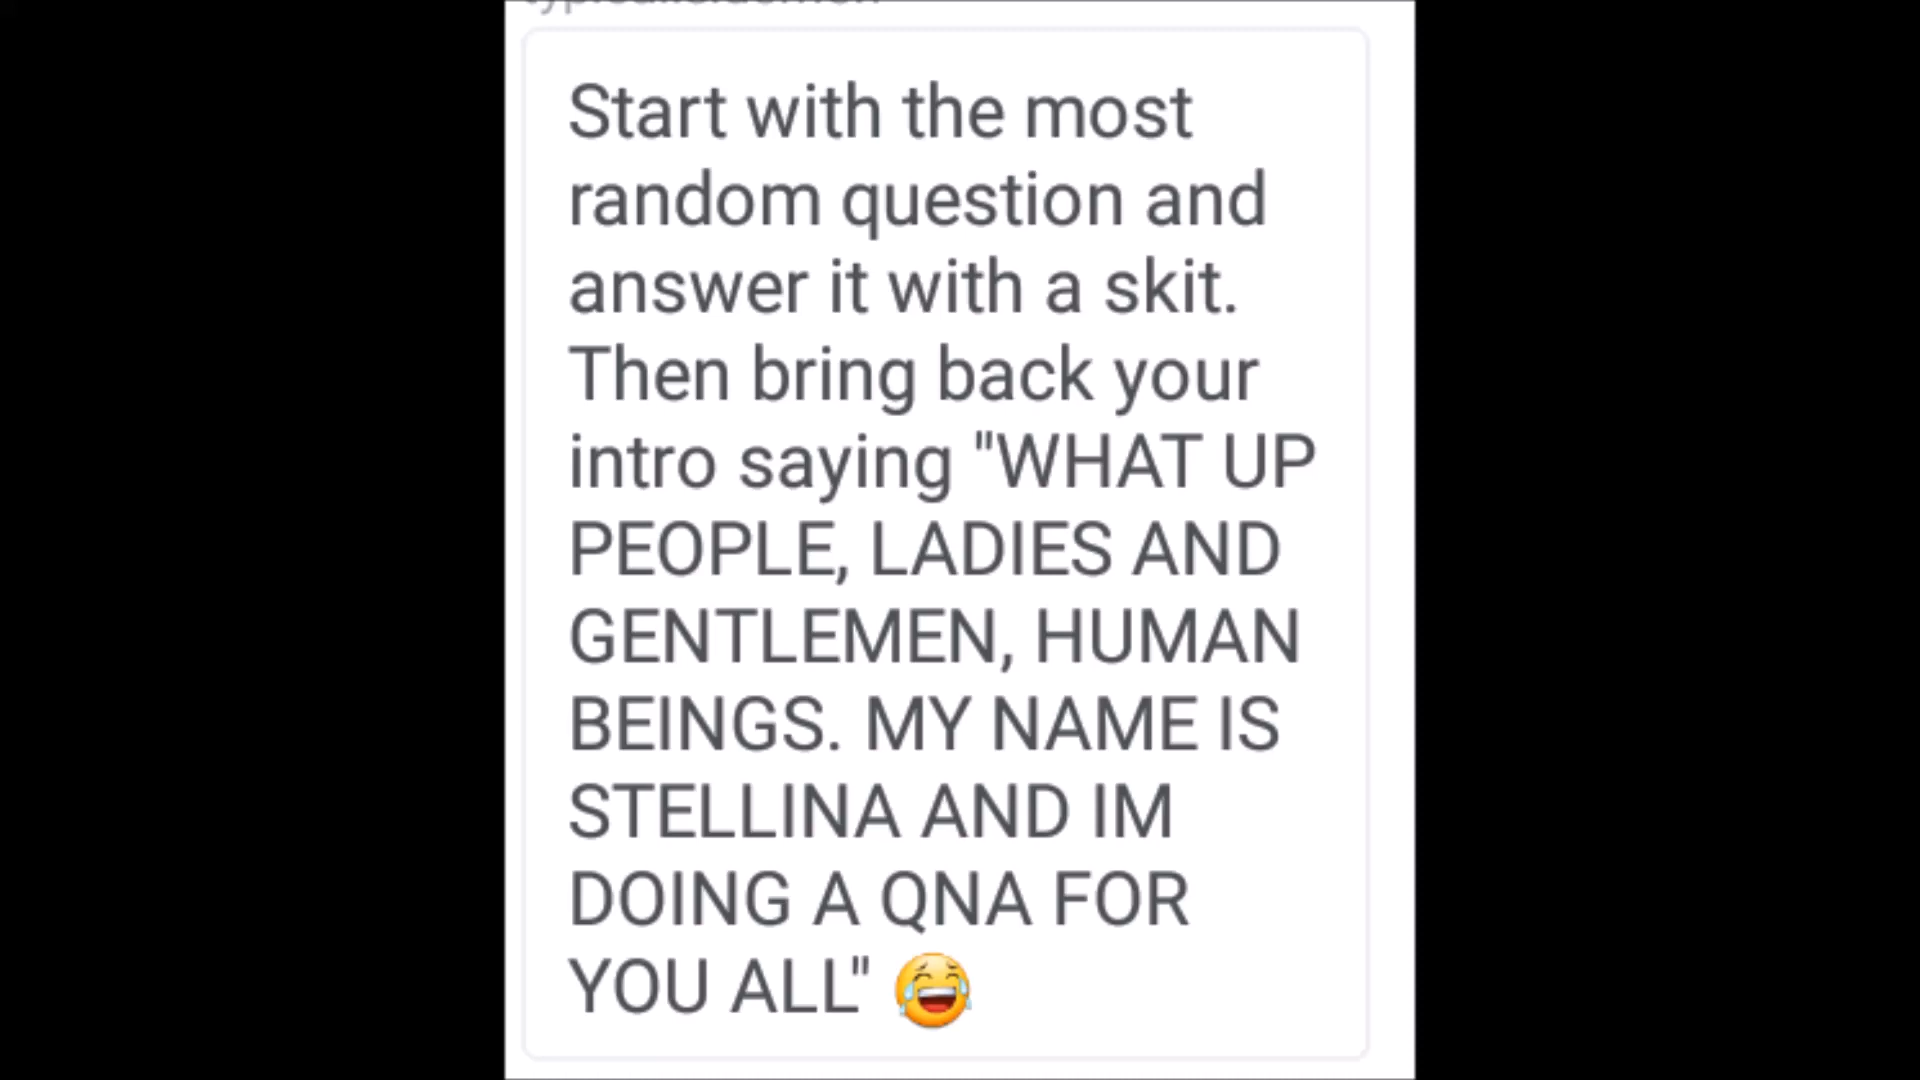 Start with the most
random question and
answer it with a skit.
Then bring back your
intro saying "WHAT UP
PEOPLE, LADIES AND
GENTLEMEN, HUMAN
BEINGS. MY NAME IS
STELLINA AND IM
DOING A QNA FOR
YOU ALL" 😂